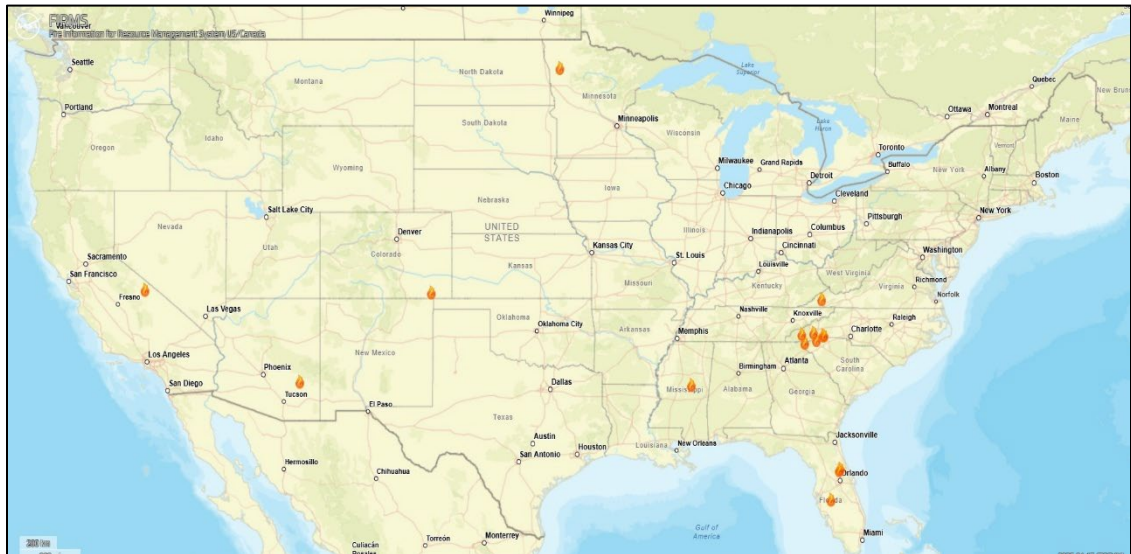 FIRMS
Fire Information for Resource Management System US/Canada
Vancouver
Winnipeg
Seattle
Lake Superior
Montana
North Dakota
Minnesota
Quebec
New Brun
Portland
Ottawa
Montreal
Maine
Minneapolis
Lake Huron
Oregon
Idaho
South Dakota
Wisconsin
Vermont
Toronto
Wyoming
Milwaukee
Grand Rapids
Buffalo
New York
Albany
Boston
Detroit
Iowa
Chicago
Cleveland
Nebraska
Salt Lake City
New York
Pittsburgh
Nevada
UNITED STATES
Illinois
Indianapolis
Columbus
Denver
Utah
Kansas City
Cincinnati
Washington
Colorado
St. Louis
Sacramento
Kansas
Louisville
West Virginia
San Francisco
Missouri
Kentucky
Virginia
Richmond
Fresno
Norfolk
Las Vegas
Nashville
Knoxville
Oklahoma
Oklahoma City
Arkansas
Memphis
Raleigh
Charlotte
New Mexico
Los Angeles
Atlanta
South Carolina
Phoenix
Birmingham
San Diego
Mississippi
Alabama
Georgia
Dallas
Tucson
El Paso
Texas
Jacksonville
Austin
Louisiana
New Orleans
Houston
San Antonio
Hermosillo
Chihuahua
Orlando
Florida
Gulf of America
Miami
Monterrey
Torreón
Culiacán